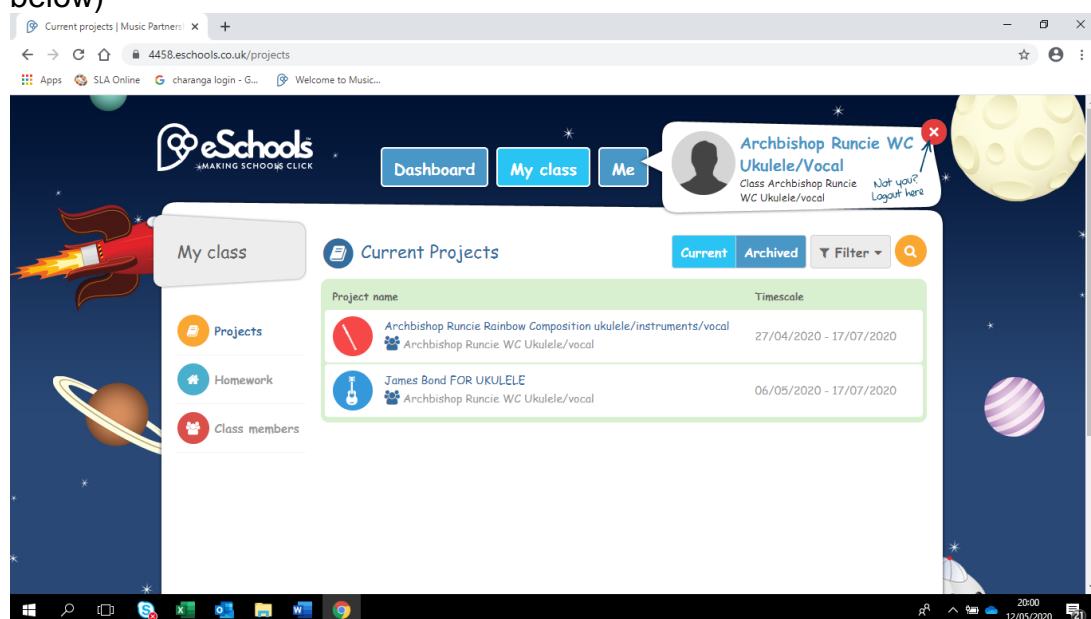 below)
Current projects | Music Partners
4458.eschools.co.uk/projects
Apps SLA Online charanga login - G... Welcome to Music...
eSchools
MAKING SCHOOLS CLICK
Dashboard My class Me
Archbishop Runcie WC
Ukulele/Vocal
Class Archbishop Runcie
WC Ukulele/vocal
Not you?
Logout here
My class
Current Projects
Current Archived Filter
Project name Timescale
Projects
Archbishop Runcie Rainbow Composition ukulele/instruments/vocal
Archbishop Runcie WC Ukulele/vocal
27/04/2020 - 17/07/2020
Homework
James Bond FOR UKULELE
Archbishop Runcie WC Ukulele/vocal
06/05/2020 - 17/07/2020
Class members
20:00
12/05/2020
21